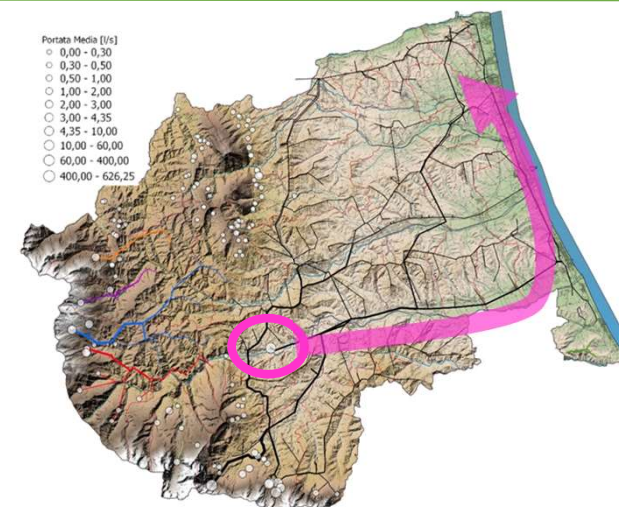 Portata Media [l/s]
0,00 - 0,30
0,30 - 0,50
0,50 - 1,00
1,00 - 2,00
2,00 - 3,00
3,00 - 4,35
4,35 - 10,00
10,00 - 60,00
60,00 - 400,00
400,00 - 626,25